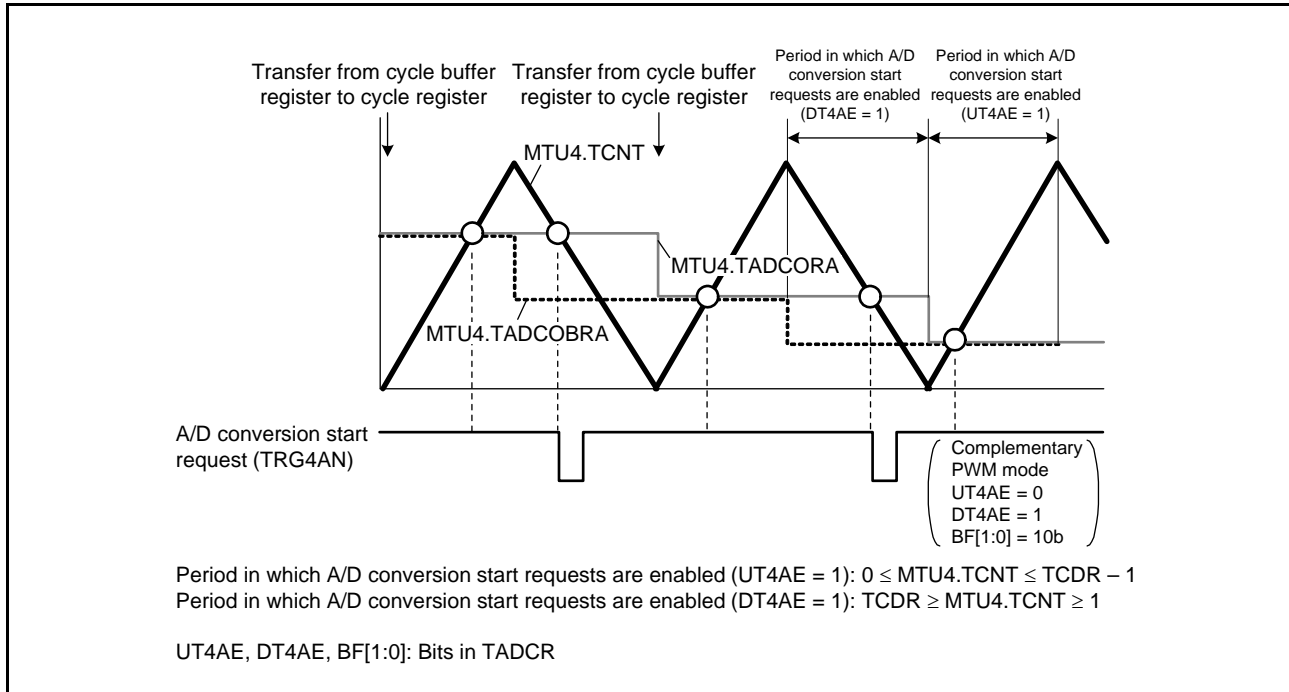 Transfer from cycle buffer
register to cycle register
Transfer from cycle buffer
register to cycle register
Period in which A/D
conversion start
requests are enabled
(DT4AE = 1)
Period in which A/D
conversion start
requests are enabled
(UT4AE = 1)
MTU4.TCNT
MTU4.TADCORA
MTU4.TADCOBRA
A/D conversion start
request (TRG4AN)
Complementary
PWM mode
UT4AE = 0
DT4AE = 1
BF[1:0] = 10b
Period in which A/D conversion start requests are enabled (UT4AE = 1): 0 ≤ MTU4.TCNT ≤ TCDR – 1
Period in which A/D conversion start requests are enabled (DT4AE = 1): TCDR ≥ MTU4.TCNT ≥ 1
UT4AE, DT4AE, BF[1:0]: Bits in TADCR